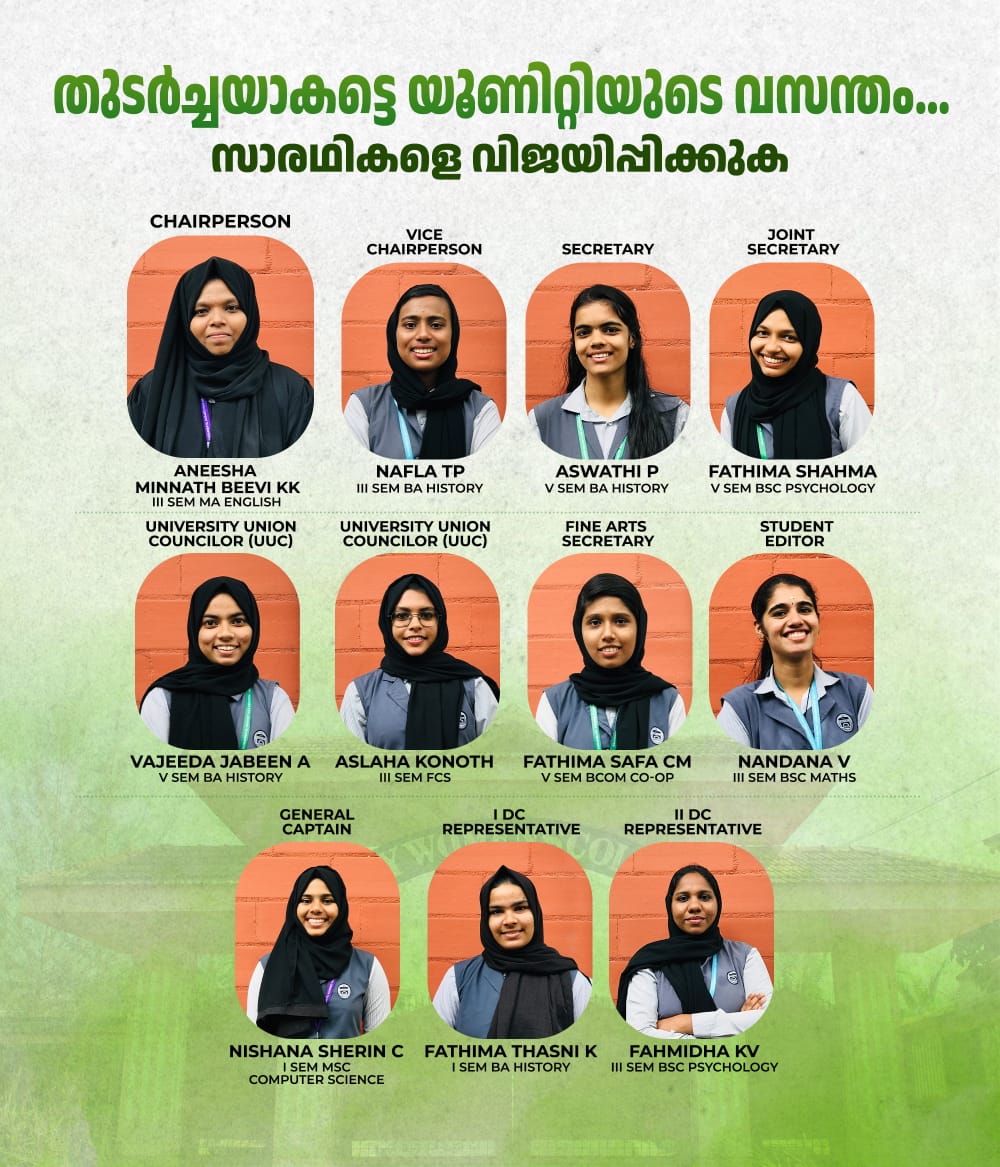 തുടർച്ചയാകട്ടെ യൂണിറ്റിയുടെ വസന്തം...
സാരഥികളെ വിജയിപ്പിക്കുക
CHAIRPERSON
ANEESHA
MINNATH BEEVI KK
III SEM MA ENGLISH
VICE
CHAIRPERSON
NAFLA TP
III SEM BA HISTORY
SECRETARY
ASWATHI P
V SEM BA HISTORY
JOINT
SECRETARY
FATHIMA SHAHMA
V SEM BSC PSYCHOLOGY
UNIVERSITY UNION
COUNCILOR (UUC)
VAJEEDA JABEEN A
V SEM BA HISTORY
UNIVERSITY UNION
COUNCILOR (UUC)
ASLAHA KONOTH
III SEM FCS
FINE ARTS
SECRETARY
FATHIMA SAFA CM
V SEM BCOM CO-OP
STUDENT
EDITOR
NANDANA V
III SEM BSC MATHS
GENERAL
CAPTAIN
NISHANA SHERIN C
I SEM MSC
COMPUTER SCIENCE
I DC
REPRESENTATIVE
FATHIMA THASNI K
I SEM BA HISTORY
II DC
REPRESENTATIVE
FAHMIDHA KV
III SEM BSC PSYCHOLOGY